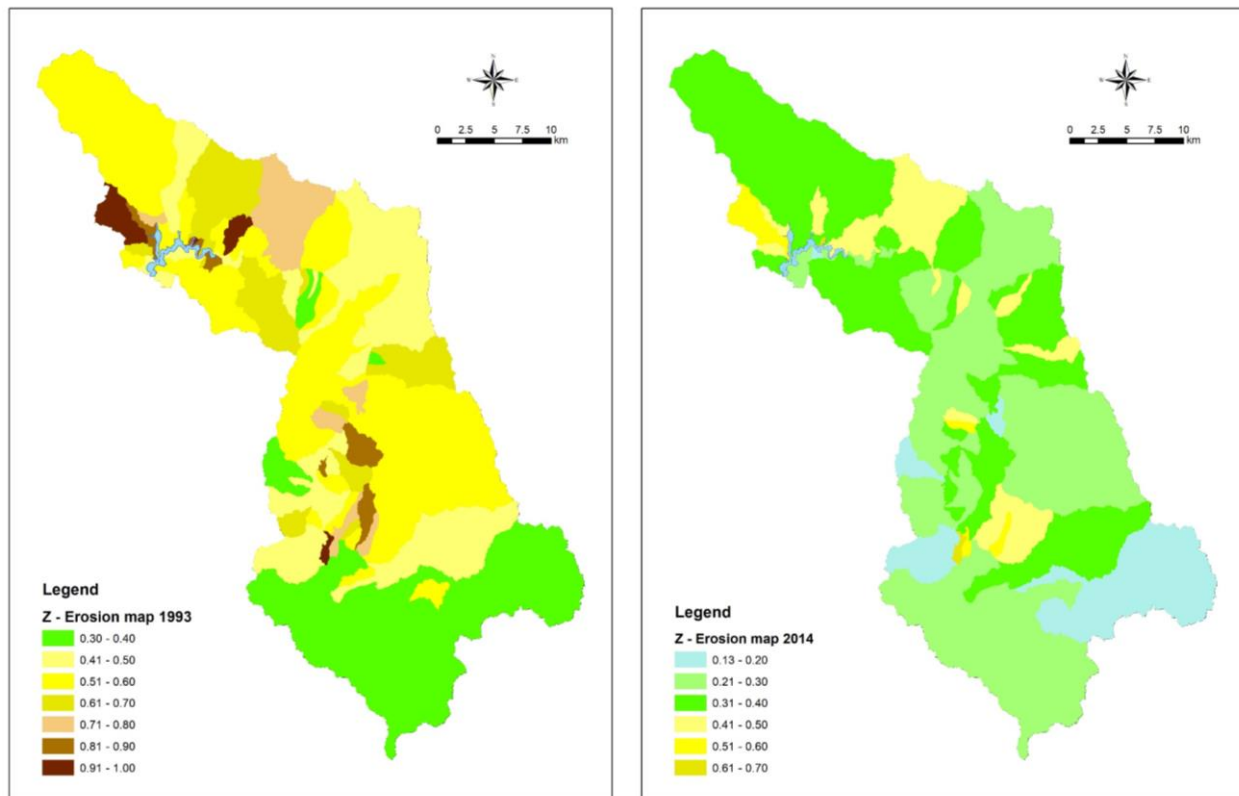 N
W E
S
0 2.5 5 7.5 10
km
Legend
Z - Erosion map 1993
0.30 - 0.40
0.41 - 0.50
0.51 - 0.60
0.61 - 0.70
0.71 - 0.80
0.81 - 0.90
0.91 - 1.00
N
W E
S
0 2.5 5 7.5 10
km
Legend
Z - Erosion map 2014
0.13 - 0.20
0.21 - 0.30
0.31 - 0.40
0.41 - 0.50
0.51 - 0.60
0.61 - 0.70